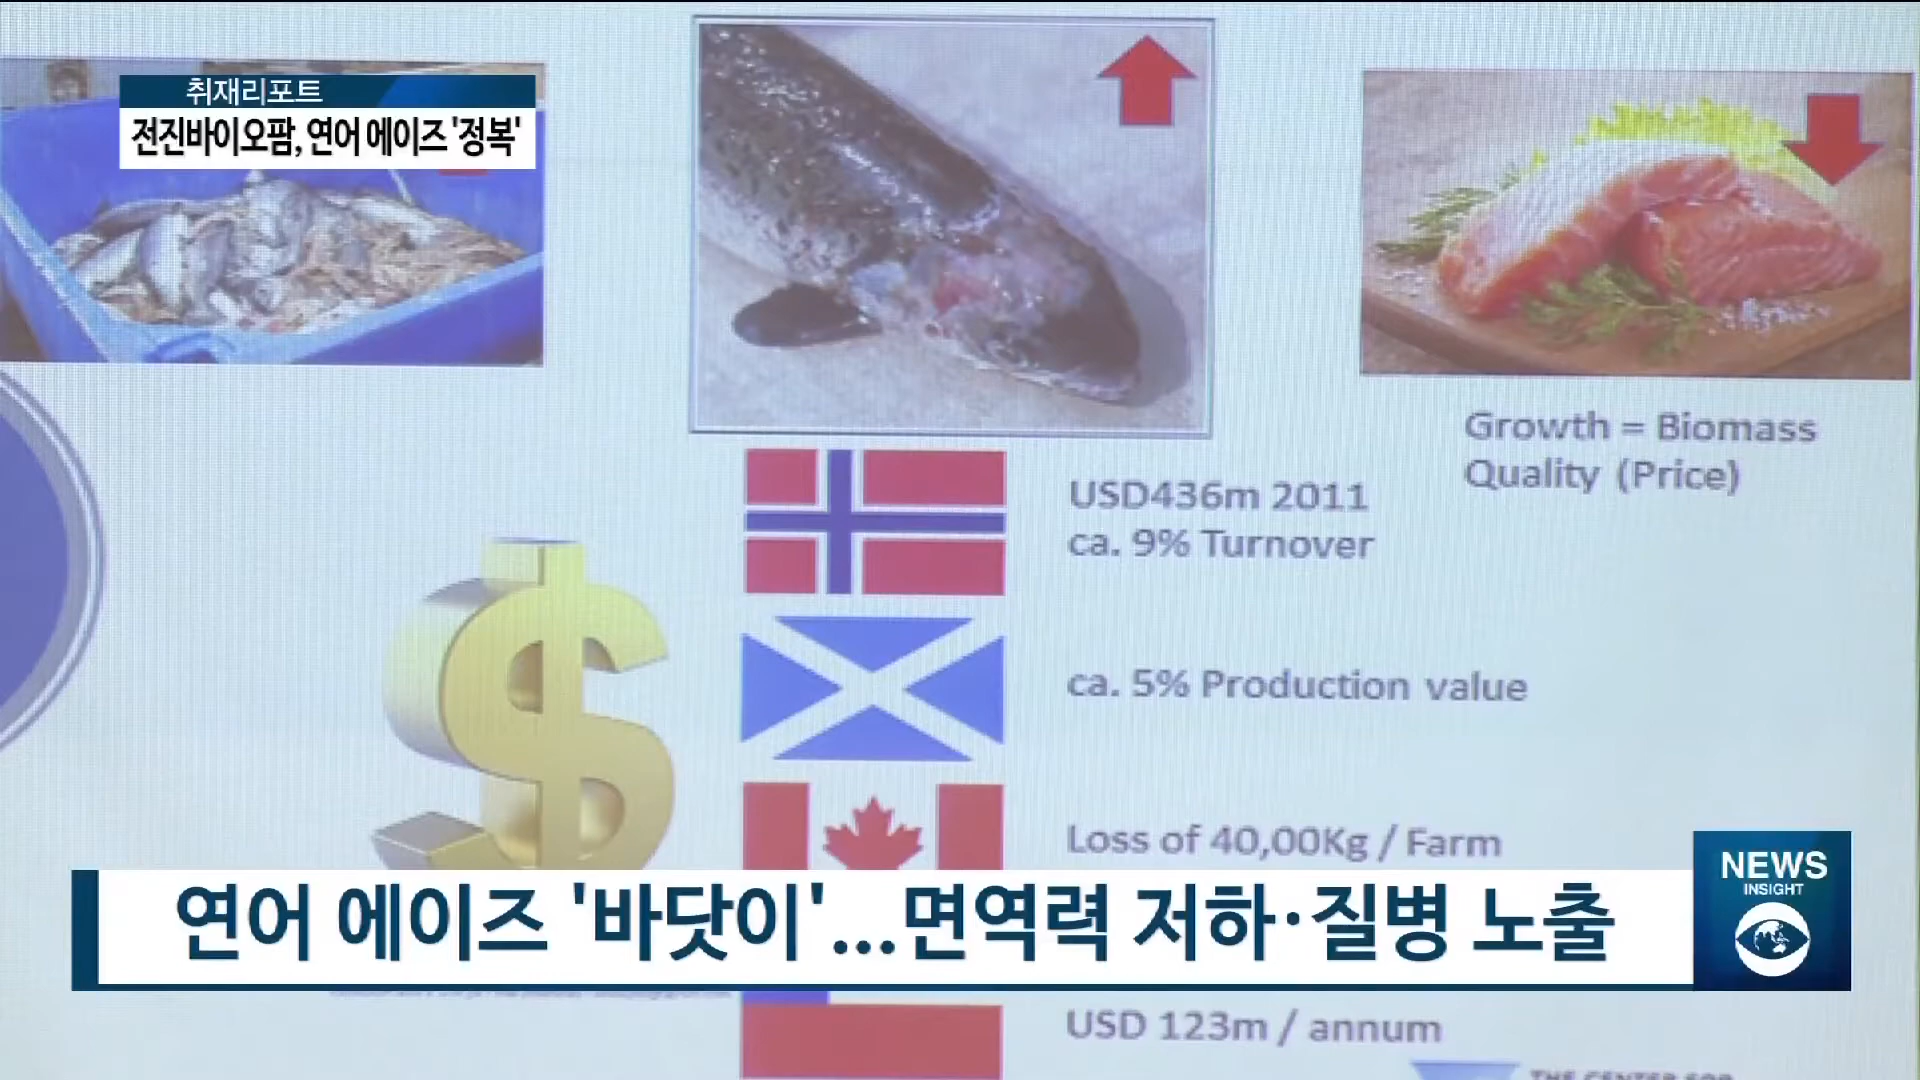 취재리포트
전진바이오팜, 연어 에이즈 '정복'
Growth = Biomass
Quality (Price)
USD436m 2011
ca. 9% Turnover
ca. 5% Production value
Loss of 40,00Kg / Farm
연어 에이즈 '바닷이'...면역력 저하·질병 노출
NEWS
INSIGHT
USD 123m / annum
THE CENTER FOR